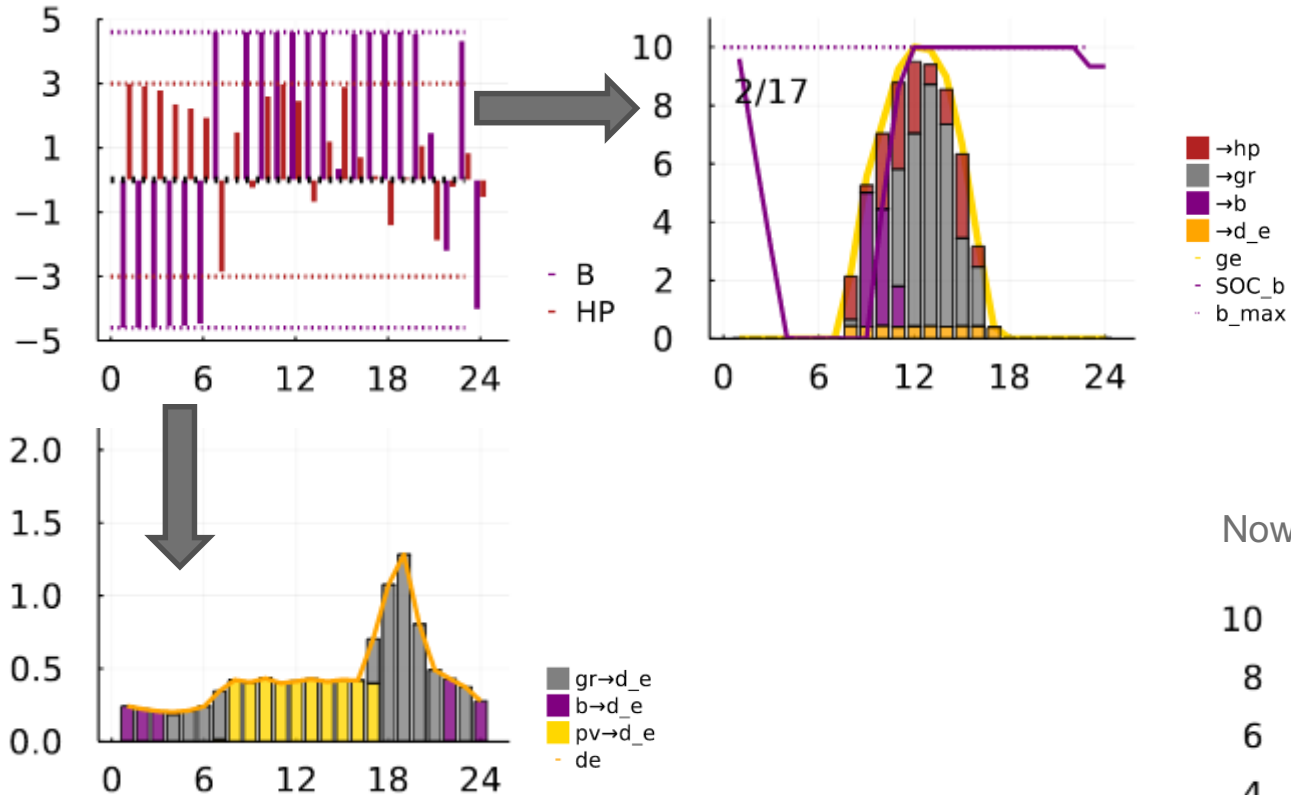 5
3
1
−1
−3
−5
0 6 12 18 24
B
HP
10
8
6
4
2
0
2/17
0 6 12 18 24
→hp
→gr
→b
→d_e
ge
SOC_b
b_max
2.0
1.5
1.0
0.5
0.0
0 6 12 18 24
gr→d_e
b→d_e
pv→d_e
de
Now
10
8
6